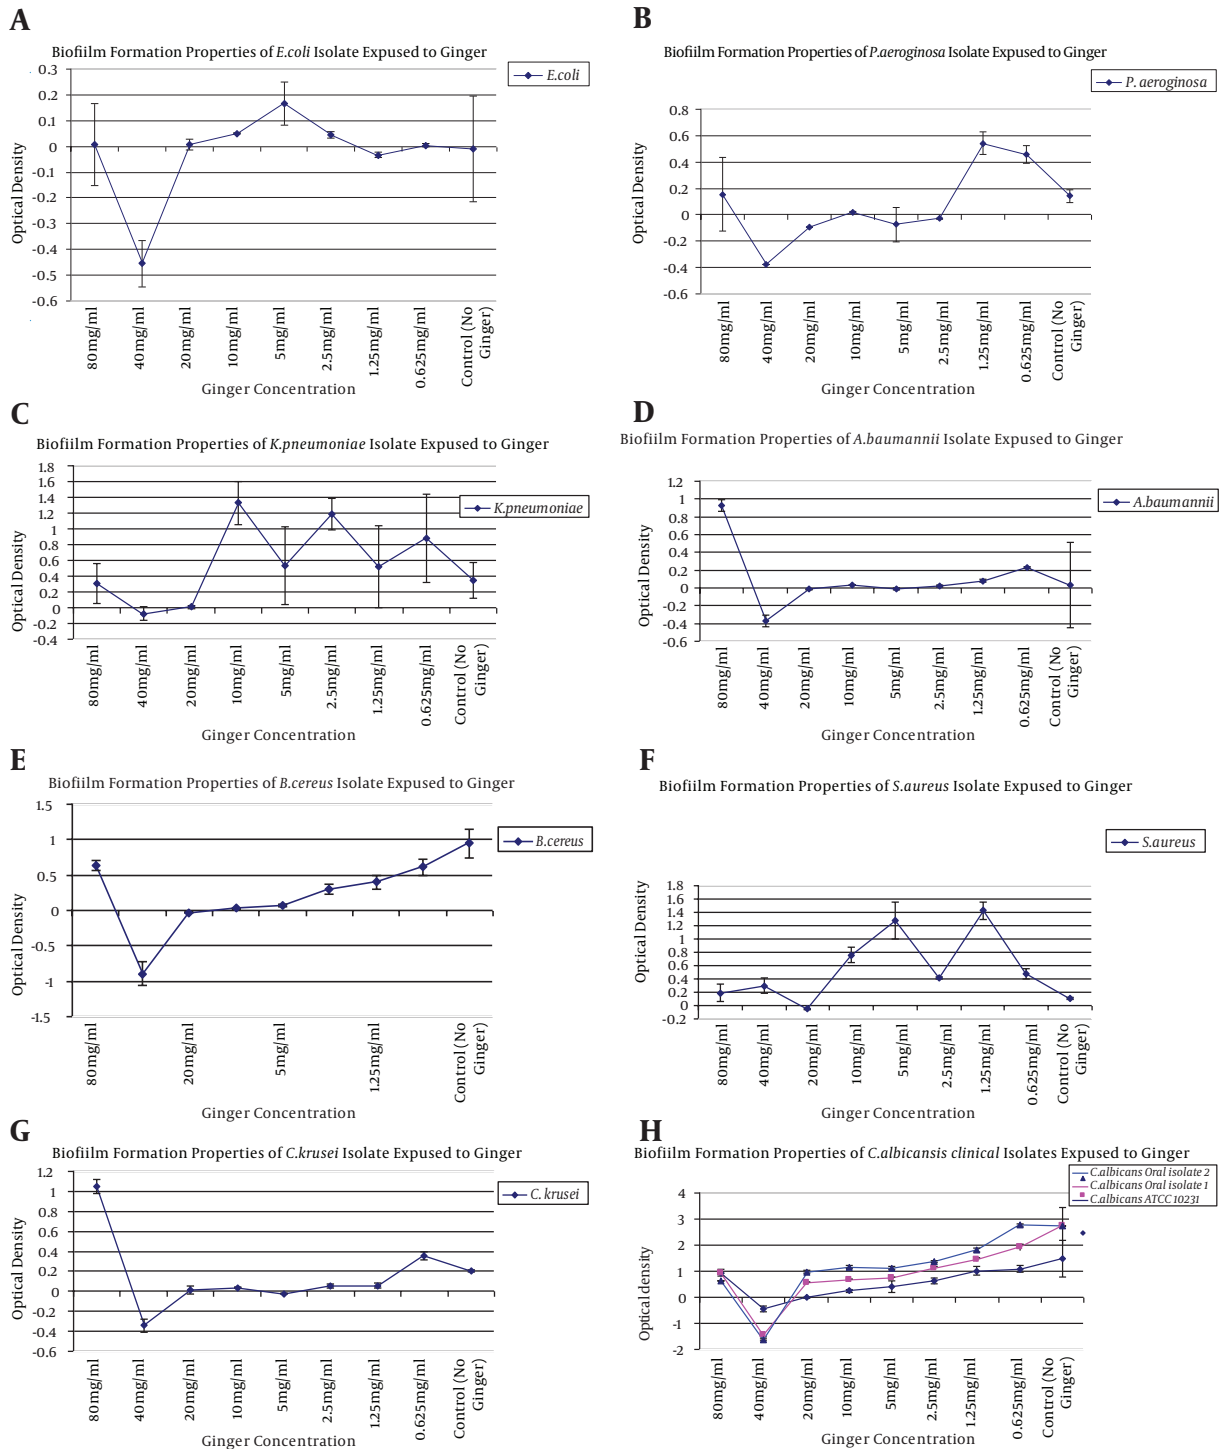 A
Biofiilm Formation Properties of E.coli Isolate Expused to Ginger
E.coli
0.3
0.2
0.1
0
-0.1
-0.2
-0.3
-0.4
-0.5
-0.6
Optical Density
80mg/ml
40mg/ml
20mg/ml
10mg/ml
5mg/ml
2.5mg/ml
1.25mg/ml
0.625mg/ml
Control (No
Ginger)
Ginger Concentration
B
Biofiilm Formation Properties of P.aeroginosa Isolate Expused to Ginger
P. aeroginosa
0.8
0.6
0.4
0.2
0
-0.2
-0.4
-0.6
Optical Density
80mg/ml
40mg/ml
20mg/ml
10mg/ml
5mg/ml
2.5mg/ml
1.25mg/ml
0.625mg/ml
Control (No
Ginger)
Ginger Concentration
C
Biofiilm Formation Properties of K.pneumoniae Isolate Expused to Ginger
K.pneumoniae
1.8
1.6
1.4
1.2
1
0.8
0.6
0.4
0.2
0
-0.2
-0.4
Optical Density
80mg/ml
40mg/ml
20mg/ml
10mg/ml
5mg/ml
2.5mg/ml
1.25mg/ml
0.625mg/ml
Control (No
Ginger)
Ginger Concentration
D
Biofiilm Formation Properties of A.baumannii Isolate Expused to Ginger
A.baumannii
1.2
1
0.8
0.6
0.4
0.2
0
-0.2
-0.4
-0.6
Optical Density
80mg/ml
40mg/ml
20mg/ml
10mg/ml
5mg/ml
2.5mg/ml
1.25mg/ml
0.625mg/ml
Control (No
Ginger)
Ginger Concentration
E
Biofiilm Formation Properties of B.cereus Isolate Expused to Ginger
B.cereus
1.5
1
0.5
0
-0.5
-1
-1.5
Optical Density
80mg/ml
20mg/ml
5mg/ml
1.25mg/ml
Control (No
Ginger)
Ginger Concentration
F
Biofiilm Formation Properties of S.aureus Isolate Expused to Ginger
S.aureus
1.8
1.6
1.4
1.2
1
0.8
0.6
0.4
0.2
0
-0.2
Optical Density
80mg/ml
40mg/ml
20mg/ml
10mg/ml
5mg/ml
2.5mg/ml
1.25mg/ml
0.625mg/ml
Control (No
Ginger)
Ginger Concentration
G
Biofiilm Formation Properties of C.krusei Isolate Expused to Ginger
C. krusei
1.2
1
0.8
0.6
0.4
0.2
0
-0.2
-0.4
-0.6
Optical Density
80mg/ml
40mg/ml
20mg/ml
10mg/ml
5mg/ml
2.5mg/ml
1.25mg/ml
0.625mg/ml
Control (No
Ginger)
Ginger Concentration
H
Biofiilm Formation Properties of C.albicansis clinical Isolates Expused to Ginger
C.albicans Oral isolate 2
C.albicans Oral isolate 1
C.albicans ATCC 10231
4
3
2
1
0
-1
-2
Optical density
80mg/ml
40mg/ml
20mg/ml
10mg/ml
5mg/ml
2.5mg/ml
1.25mg/ml
0.625mg/ml
Control (No
Ginger)
Ginger Concentration